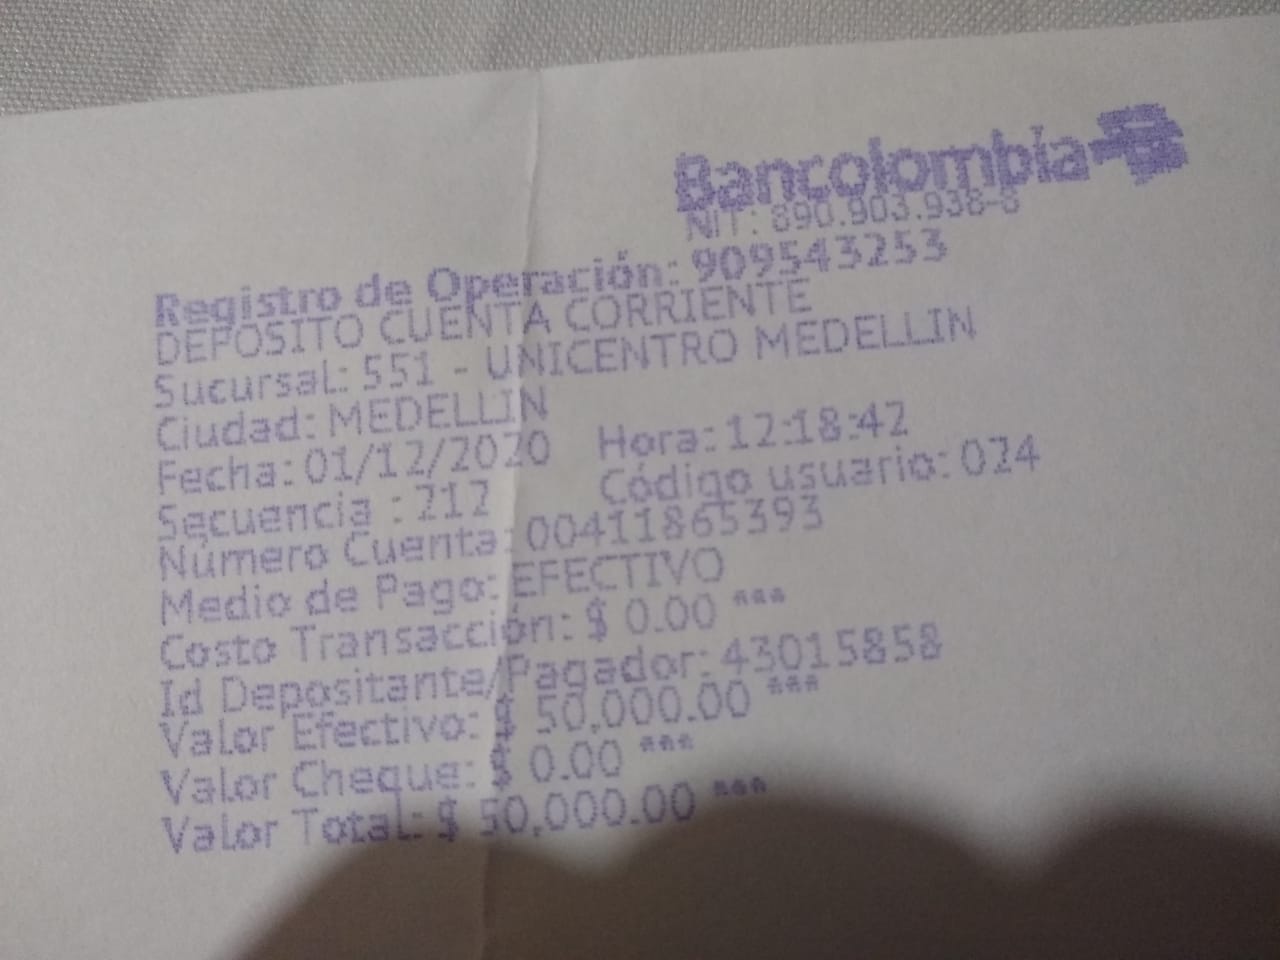 Bancolombia
NIT: 890.903.938-8
Registro de Operación: 909543253
DEPOSITO CUENTA CORRIENTE
Sucursal: 551 - UNICENTRO MEDELLIN
Ciudad: MEDELLIN
Fecha: 01/12/2020 Hora: 12:18:42
Secuencia : 212 Código usuario: 024
Número Cuenta: 00411865393
Medio de Pago: EFECTIVO
Costo Transacción: $ 0.00 ***
Id Depositante/Pagador: 43015858
Valor Efectivo: $ 50,000.00 ***
Valor Cheque: $ 0.00 ***
Valor Total: $ 50,000.00 ***